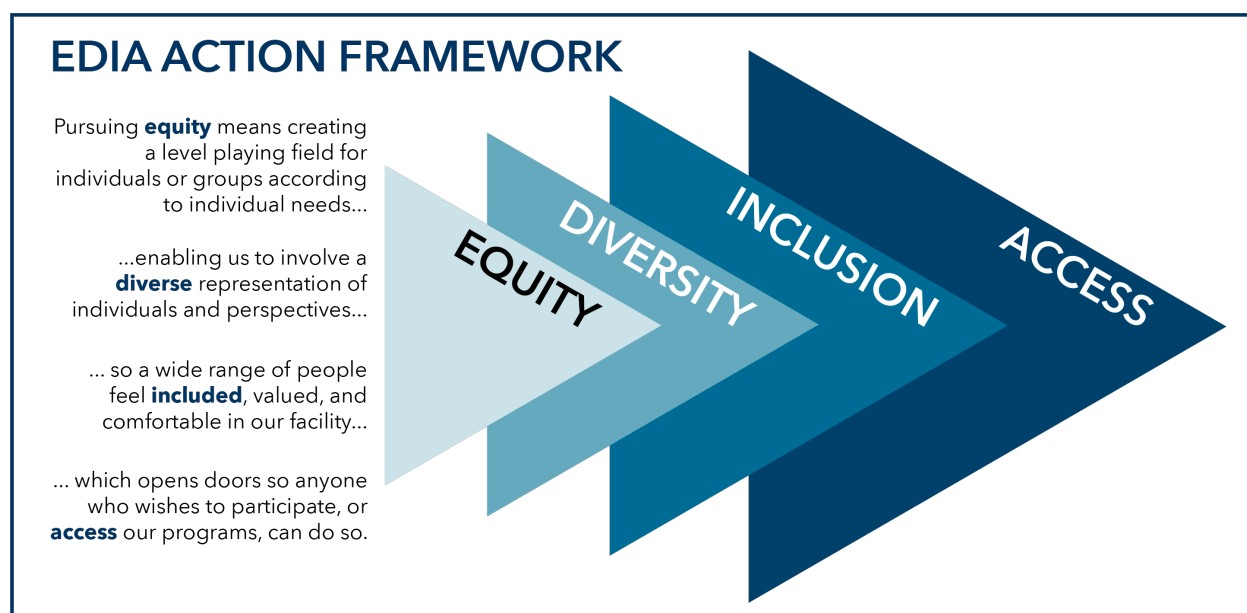 EDIA ACTION FRAMEWORK
Pursuing equity means creating
a level playing field for
individuals or groups according
to individual needs...
...enabling us to involve a
diverse representation of
individuals and perspectives...
... so a wide range of people
feel included, valued, and
comfortable in our facility...
... which opens doors so anyone
who wishes to participate, or
access our programs, can do so.
EQUITY
DIVERSITY
INCLUSION
ACCESS